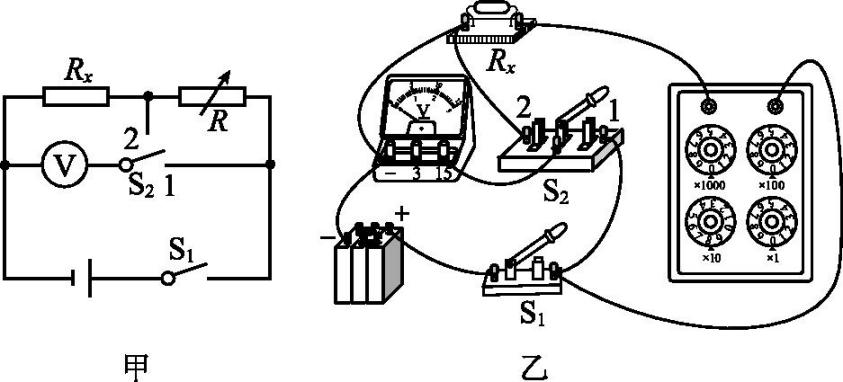 Rx
R
2
V
S2 1
S1
甲
Rx
V
− 3 15
2
1
S2
− +
S1
×1000
×100
×10
×1
乙